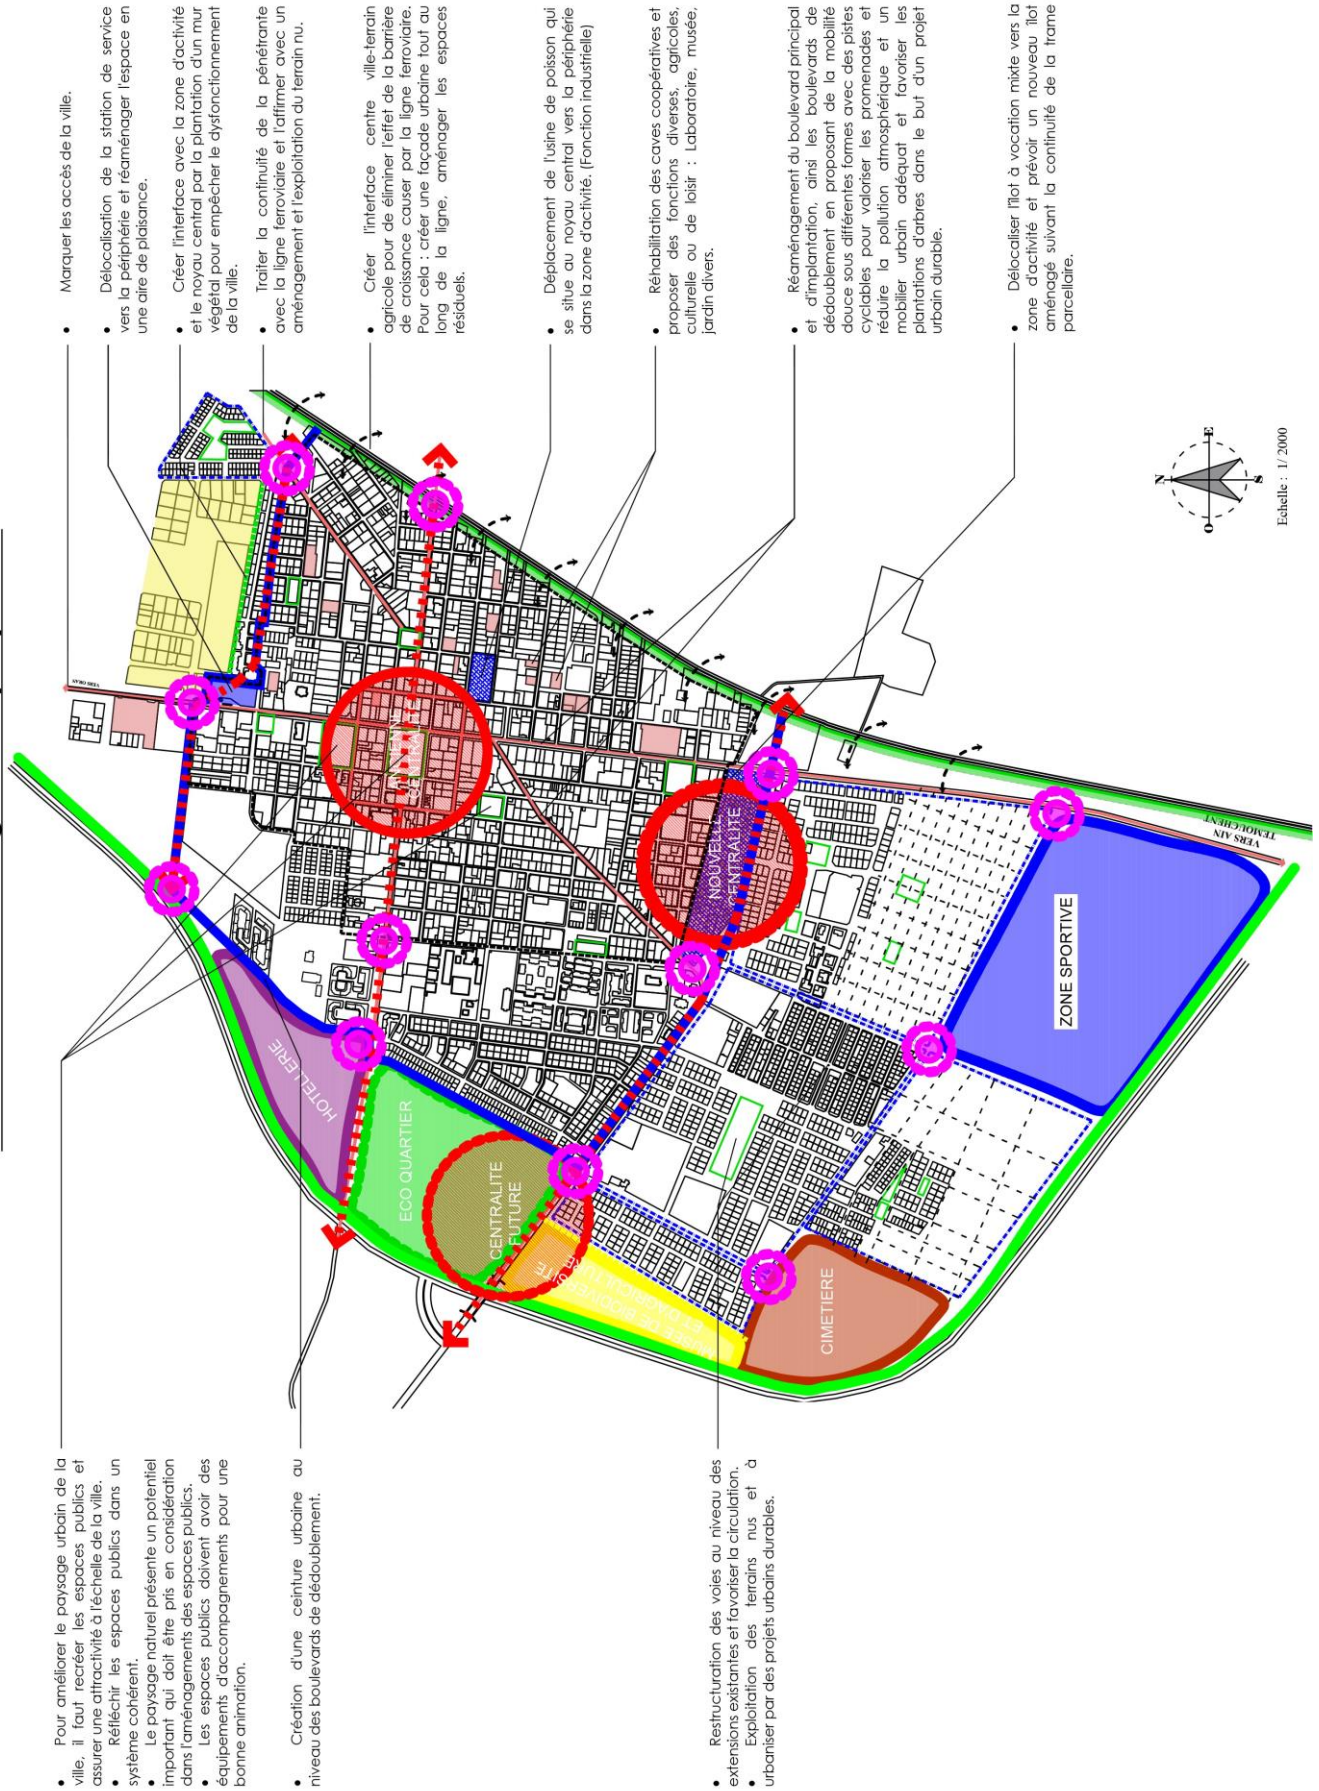 • Marquer les accès de la ville.
• Délocalisation de la station de service
vers la périphérie et réaménager l'espace en
une aire de plaisance.
• Créer l'interface avec la zone d'activité
et le noyau central par la plantation d'un mur
végétal pour empêcher le dysfonctionnement
de la ville.
• Traiter la continuité de la pénétrante
avec la ligne ferroviaire et l'affirmer avec un
aménagement et l'exploitation du terrain nu.
• Créer l'interface centre ville-terrain
agricole pour de éliminer l'effet de la barrière
de croissance causer par la ligne ferroviaire.
Pour cela : créer une façade urbaine tout au
long de la ligne, aménager les espaces
résiduels.
• Déplacement de l'usine de poisson qui
se situe au noyau central vers la périphérie
dans la zone d'activité. (Fonction industrielle)
• Réhabilitation des caves coopératives et
proposer des fonctions diverses, agricoles,
culturelle ou de loisir : Laboratoire, musée,
jardin divers.
• Réaménagement du boulevard principal
et d'implantation, ainsi les boulevards de
dédoublement en proposant de la mobilité
douce sous différentes formes avec des pistes
cyclables pour valoriser les promenades et
réduire la pollution atmosphérique et un
mobilier urbain adéquat et favoriser les
plantations d'arbres dans le but d'un projet
urbain durable.
• Délocaliser l'îlot à vocation mixte vers la
zone d'activité et prévoir un nouveau îlot
aménagé suivant la continuité de la trame
parcellaire.
VERS ORAN
ANCIENNE
CENTRALITE
NOUVELLE
CENTRALITE
HOTELLERIE
ECO QUARTIER
CENTRALITE
FUTURE
MUSEE DE BIODIVERSITE
ET D'AGRICULTURE
CIMETIERE
ZONE SPORTIVE
VERS AIN
TEMOUCHENT
N
O
E
S
Echelle : 1/ 2000
• Pour améliorer le paysage urbain de la
ville, il faut recréer les espaces publics et
assurer une attractivité à l'échelle de la ville.
• Réfléchir les espaces publics dans un
système cohérent.
• Le paysage naturel présente un potentiel
important qui doit être pris en considération
dans l'aménagements des espaces publics.
• Les espaces publics doivent avoir des
équipements d'accompagnements pour une
bonne animation.
• Création d'une ceinture urbaine au
niveau des boulevards de dédoublement.
• Restructuration des voies au niveau des
extensions existantes et favoriser la circulation.
• Exploitation des terrains nus et à
urbaniser par des projets urbains durables.